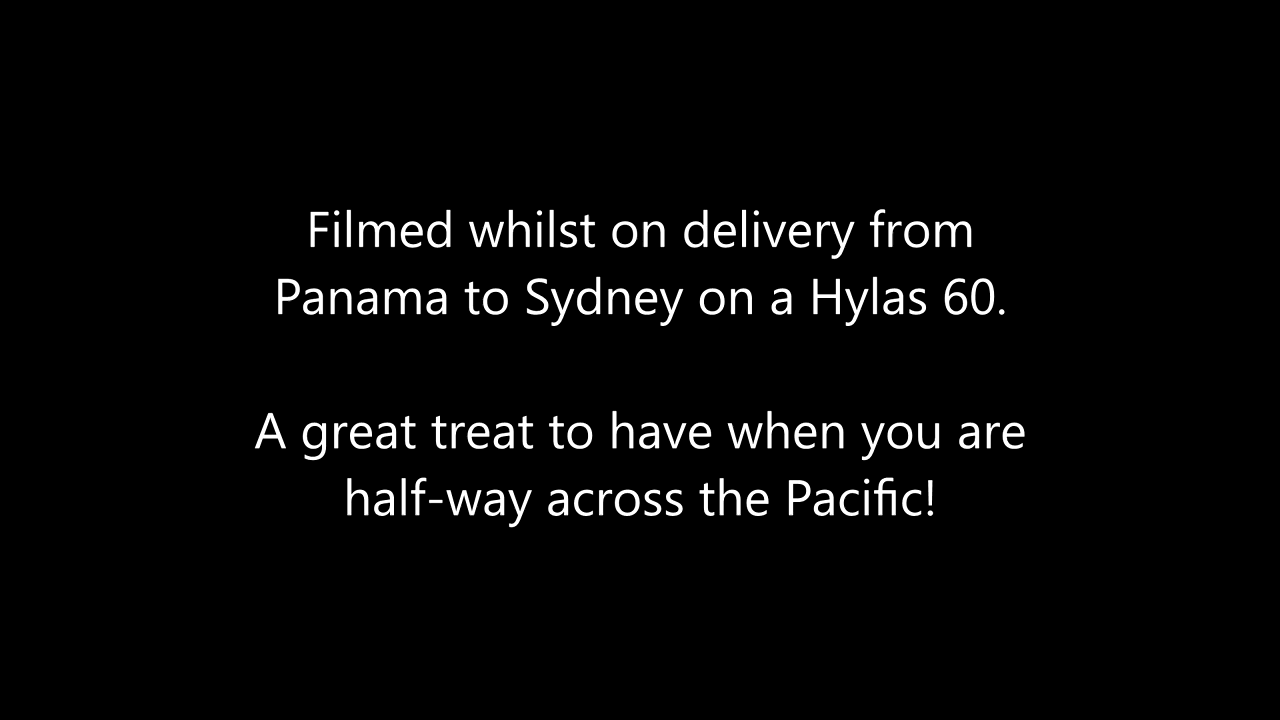 Filmed whilst on delivery from
Panama to Sydney on a Hylas 60.
A great treat to have when you are
half-way across the Pacific!